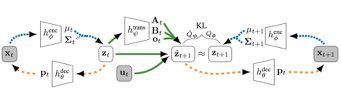 h_φ^enc μ_t Σ_t
h_ψ^trans A_t B_t o_t
KL
Q̂_ψ Q_φ
μ_{t+1} Σ_{t+1} h_φ^enc
x_t z_t ẑ_{t+1} ≈ z_{t+1} x_{t+1}
p_t h_θ^dec u_t h_θ^dec p_t